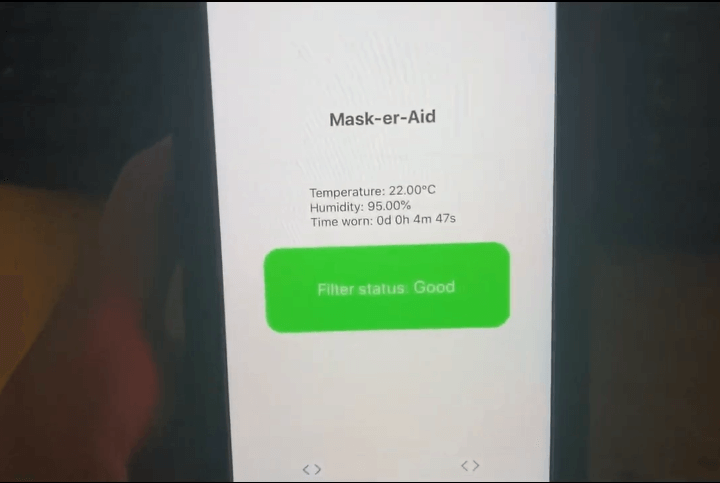 Mask-er-Aid
Temperature: 22.00°C
Humidity: 95.00%
Time worn: 0d 0h 4m 47s
Filter status: Good